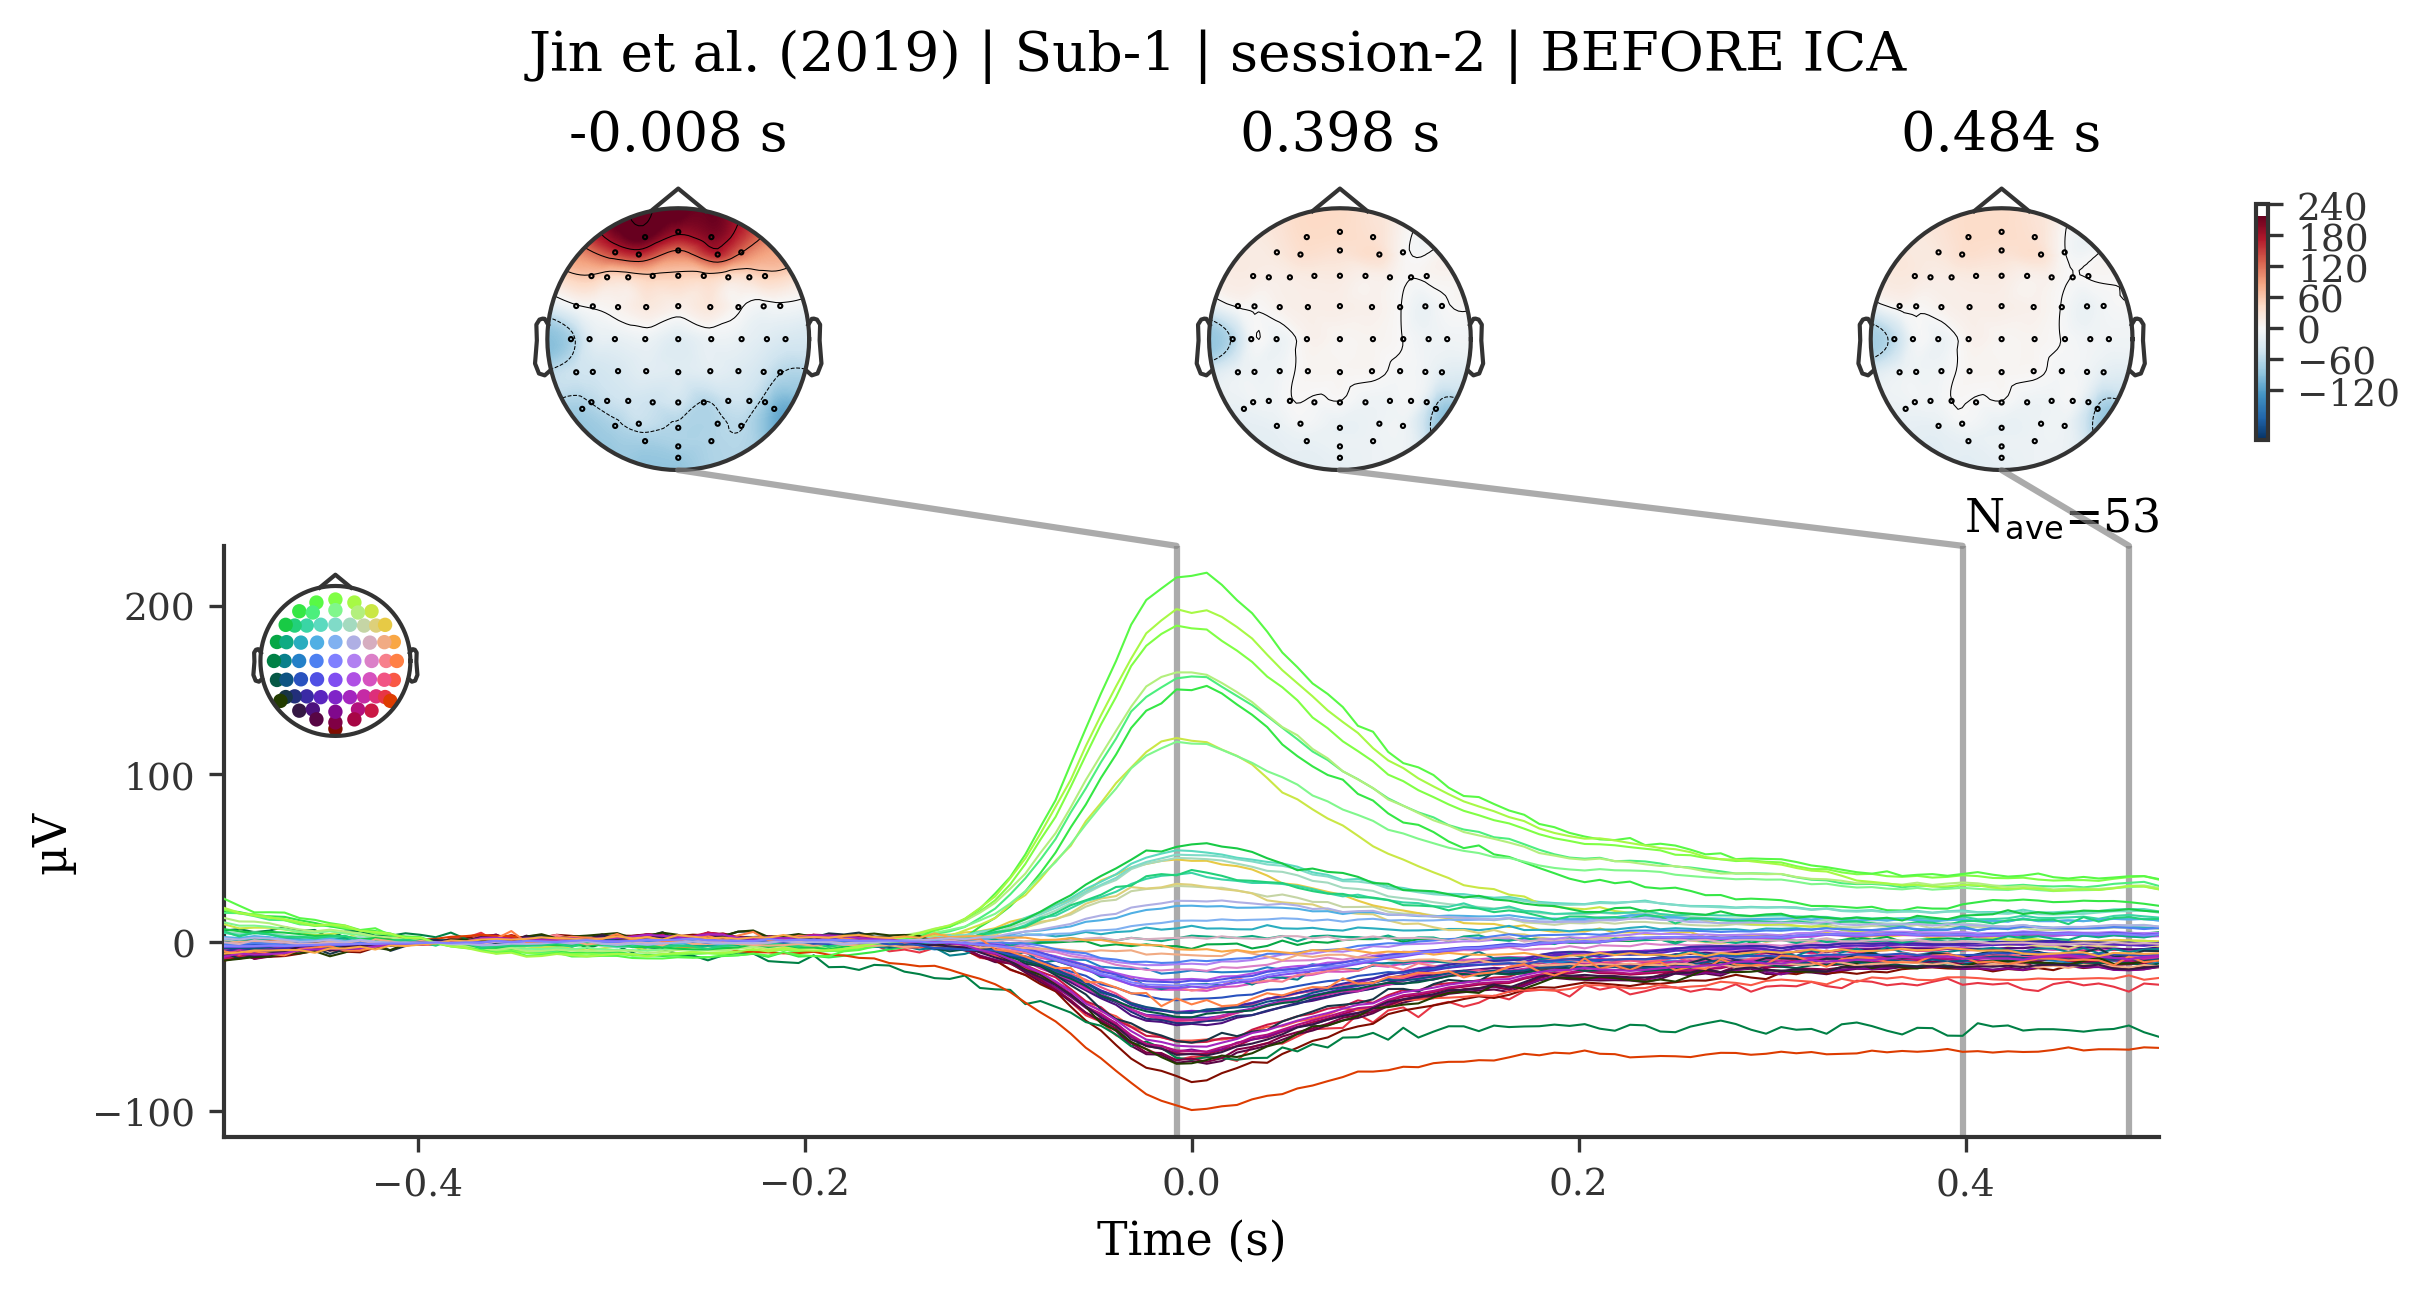 Jin et al. (2019) | Sub-1 | session-2 | BEFORE ICA
-0.008 s
0.398 s
0.484 s
240
180
120
60
0
−60
−120
Nave=53
µV
200
100
0
−100
−0.4
−0.2
0.0
0.2
0.4
Time (s)